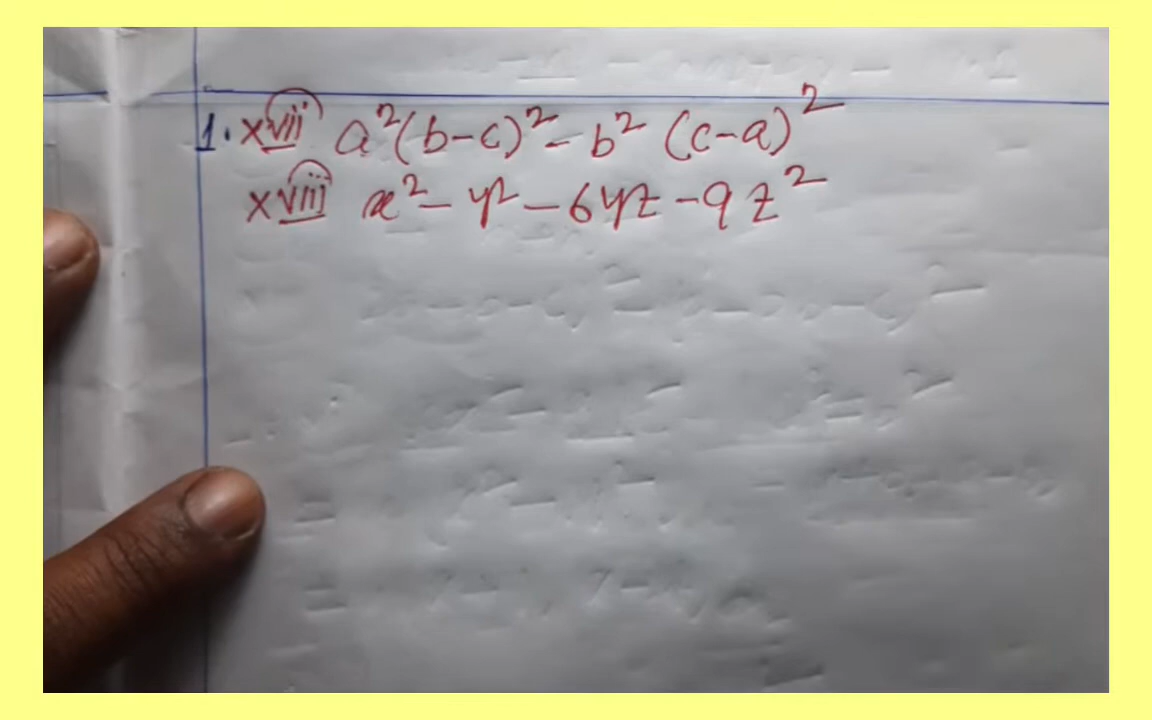 1. xvii a²(b-c)² - b² (c-a)²
xviii x² - y² - 6yz - 9z²